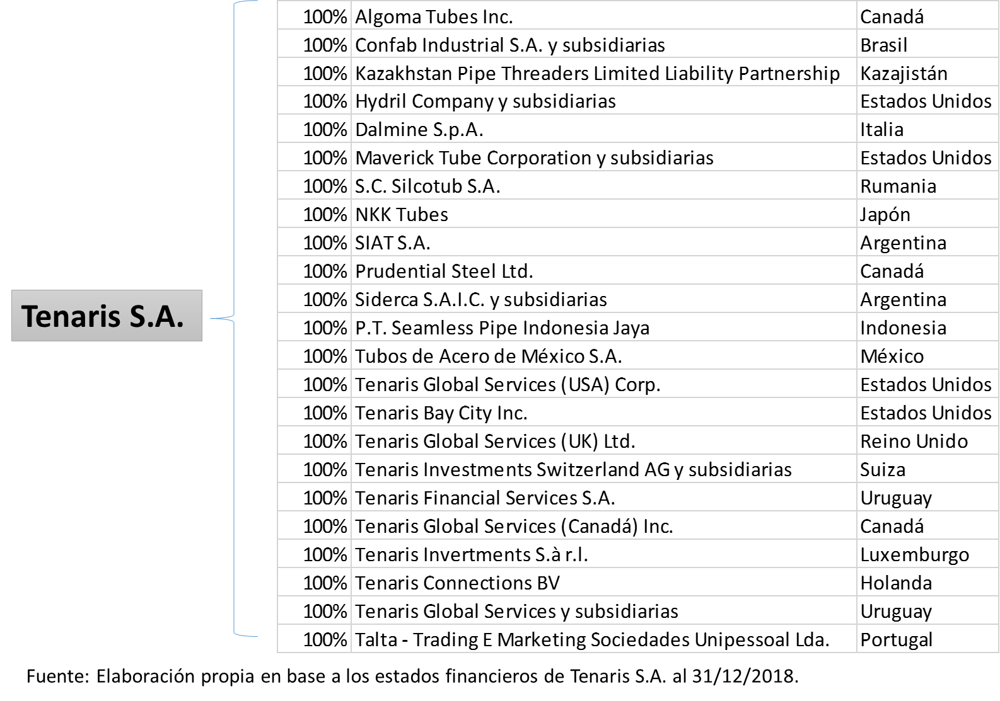 100% Algoma Tubes Inc. Canadá
100% Confab Industrial S.A. y subsidiarias Brasil
100% Kazakhstan Pipe Threaders Limited Liability Partnership Kazajistán
100% Hydril Company y subsidiarias Estados Unidos
100% Dalmine S.p.A. Italia
100% Maverick Tube Corporation y subsidiarias Estados Unidos
100% S.C. Silcotub S.A. Rumania
100% NKK Tubes Japón
100% SIAT S.A. Argentina
100% Prudential Steel Ltd. Canadá
100% Siderca S.A.I.C. y subsidiarias Argentina
Tenaris S.A.
100% P.T. Seamless Pipe Indonesia Jaya Indonesia
100% Tubos de Acero de México S.A. México
100% Tenaris Global Services (USA) Corp. Estados Unidos
100% Tenaris Bay City Inc. Estados Unidos
100% Tenaris Global Services (UK) Ltd. Reino Unido
100% Tenaris Investments Switzerland AG y subsidiarias Suiza
100% Tenaris Financial Services S.A. Uruguay
100% Tenaris Global Services (Canadá) Inc. Canadá
100% Tenaris Invertments S.à r.l. Luxemburgo
100% Tenaris Connections BV Holanda
100% Tenaris Global Services y subsidiarias Uruguay
100% Talta - Trading E Marketing Sociedades Unipessoal Lda. Portugal
Fuente: Elaboración propia en base a los estados financieros de Tenaris S.A. al 31/12/2018.